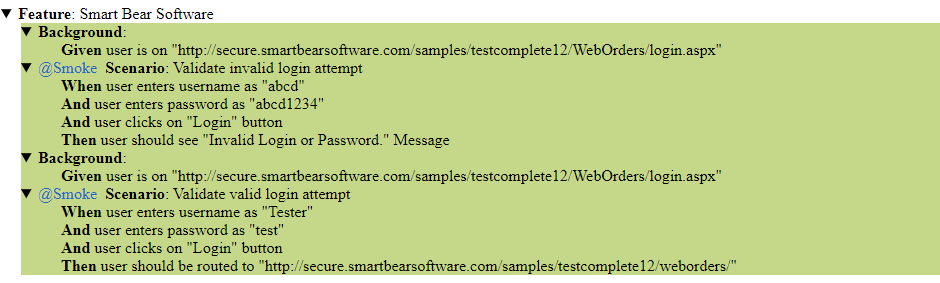 Feature: Smart Bear Software
Background:
Given user is on "http://secure.smartbearsoftware.com/samples/testcomplete12/WebOrders/login.aspx"
@Smoke Scenario: Validate invalid login attempt
When user enters username as "abcd"
And user enters password as "abcd1234"
And user clicks on "Login" button
Then user should see "Invalid Login or Password." Message
Background:
Given user is on "http://secure.smartbearsoftware.com/samples/testcomplete12/WebOrders/login.aspx"
@Smoke Scenario: Validate valid login attempt
When user enters username as "Tester"
And user enters password as "test"
And user clicks on "Login" button
Then user should be routed to "http://secure.smartbearsoftware.com/samples/testcomplete12/weborders/"